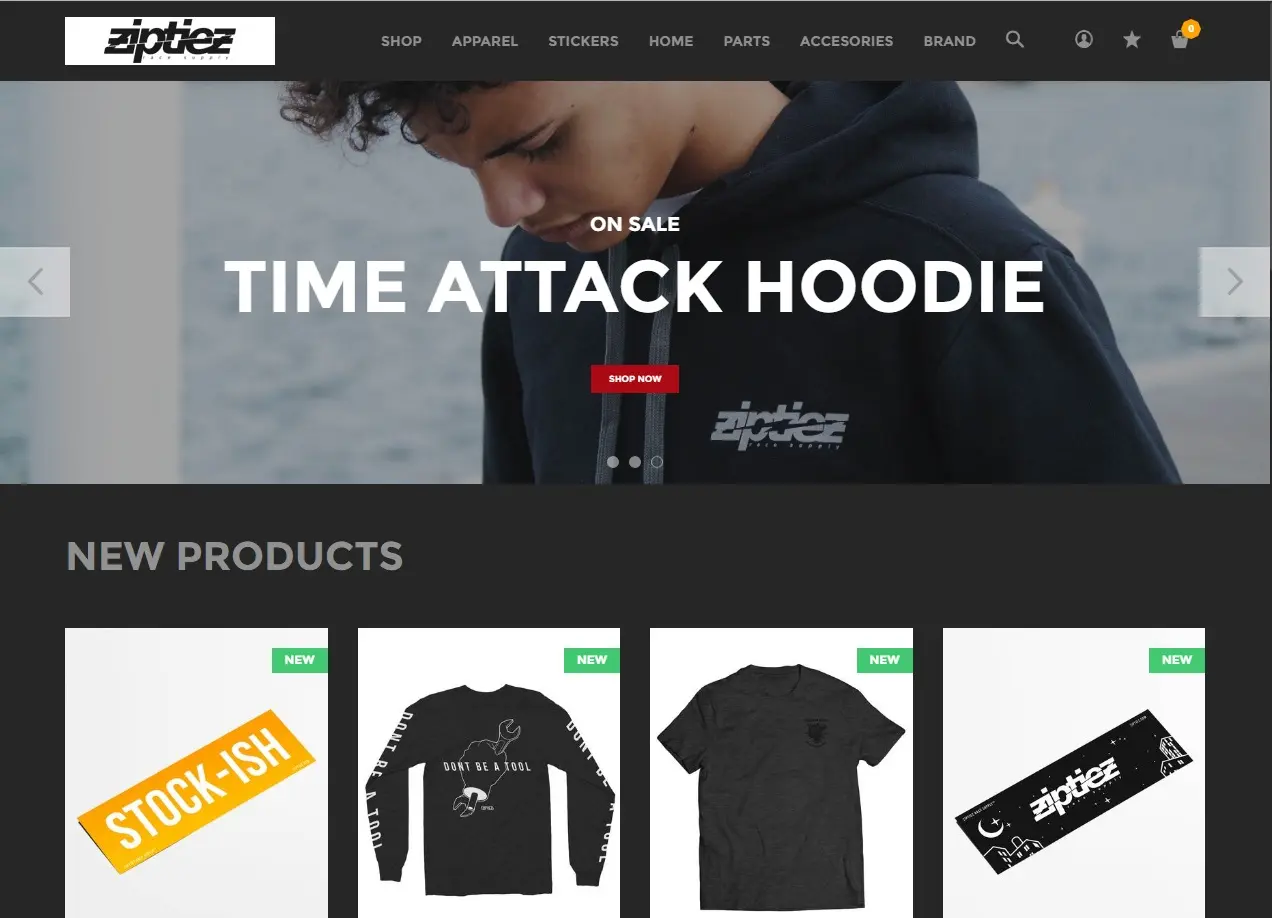 ziptiez
race supply
SHOP
APPAREL
STICKERS
HOME
PARTS
ACCESORIES
BRAND
0
ON SALE
TIME ATTACK HOODIE
SHOP NOW
ziptiez
race supply
NEW PRODUCTS
NEW
STOCK-ISH
NEW
DONT BE A TOOL
DONT BE A TOOL
DONT BE A TOOL
NEW
NEW
ziptiez